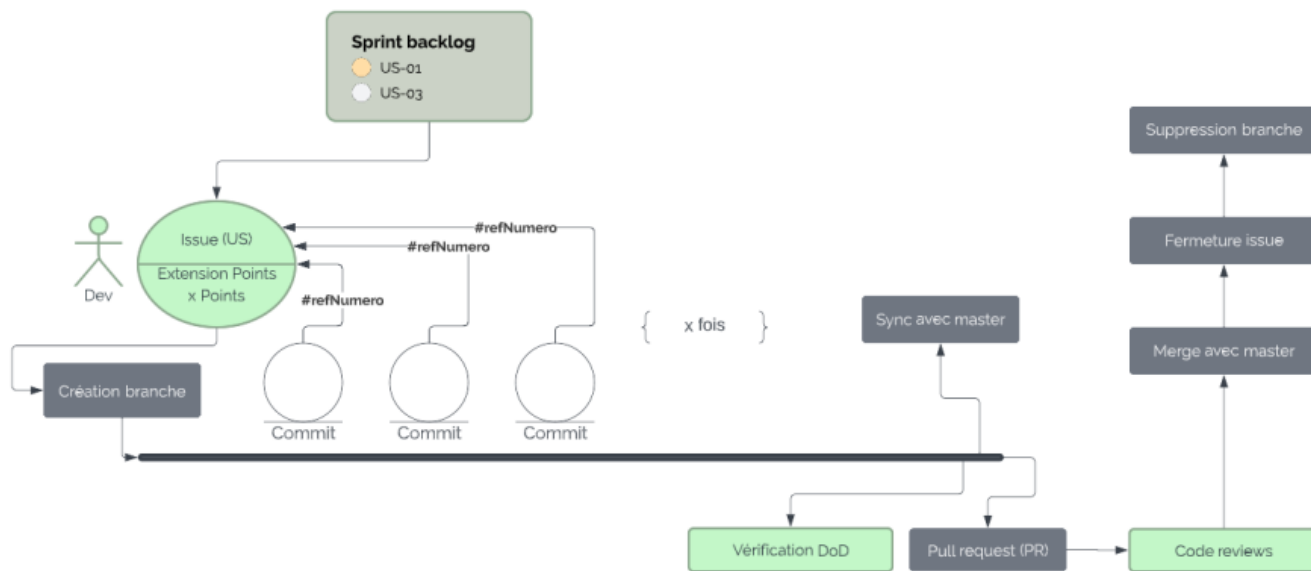 Sprint backlog
US-01
US-03
Suppression branche
Issue (US)
Extension Points
x Points
Dev
#refNumero
#refNumero
#refNumero
Fermeture issue
{ x fois }
Sync avec master
Merge avec master
Création branche
Commit
Commit
Commit
Vérification DoD
Pull request (PR)
Code reviews